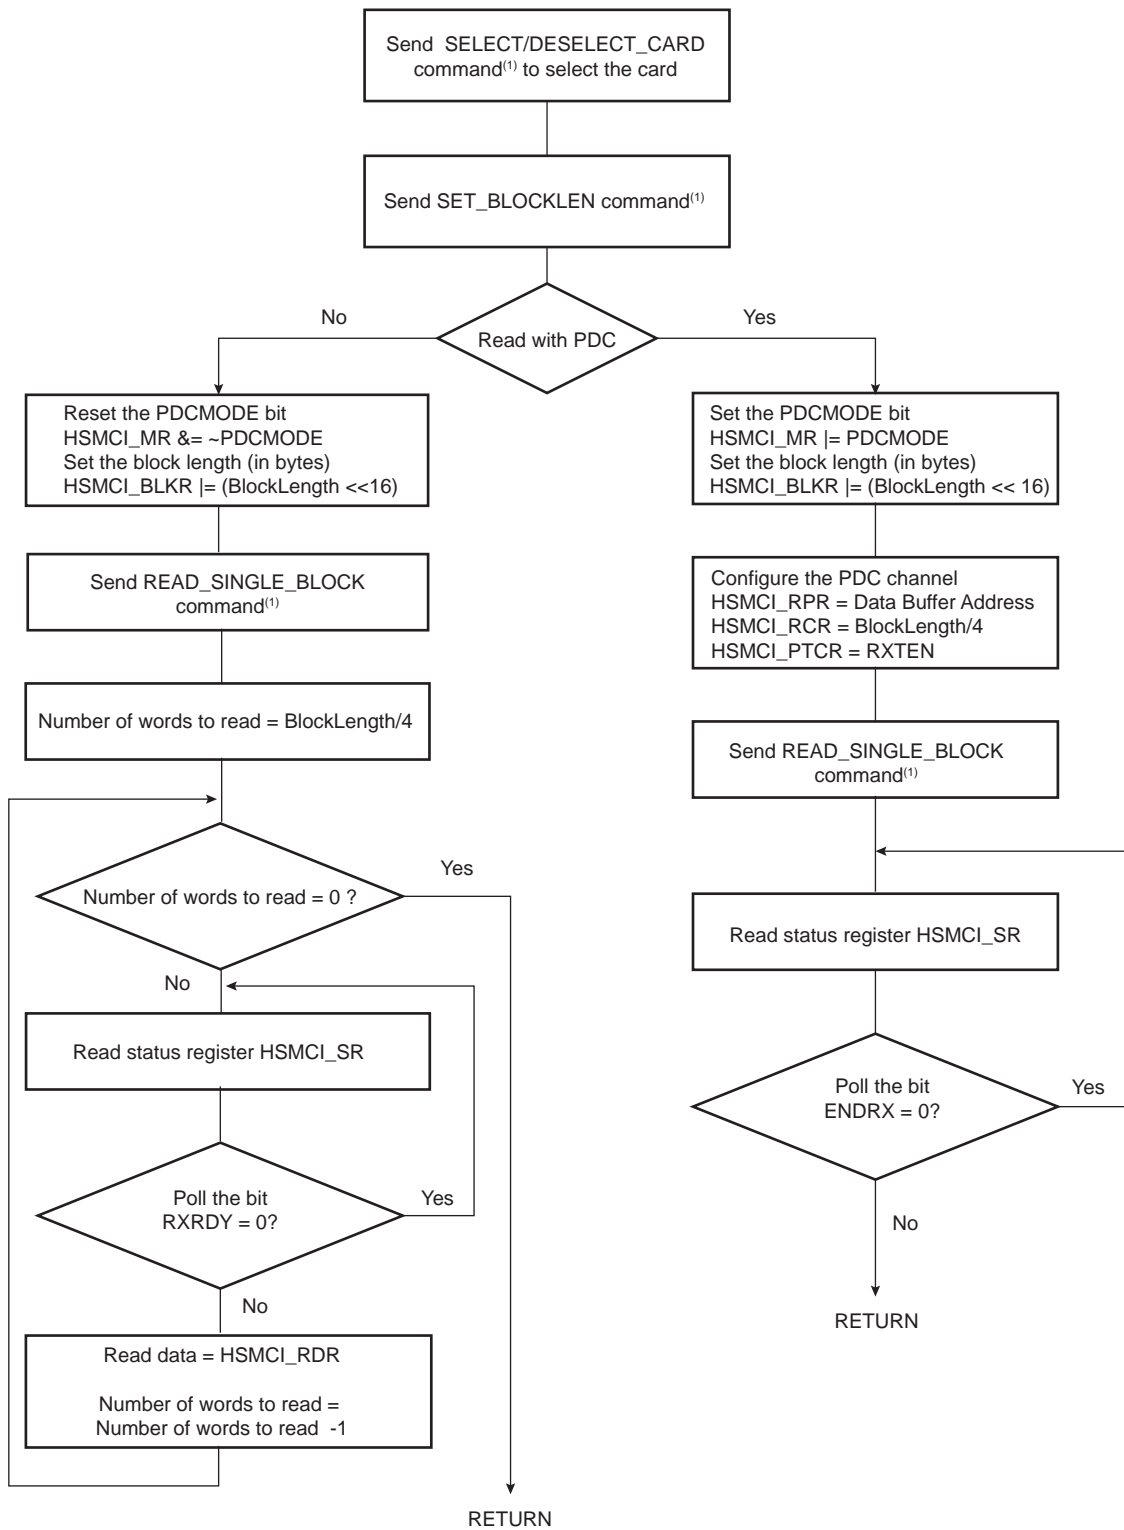 Send SELECT/DESELECT_CARD
command(1) to select the card
Send SET_BLOCKLEN command(1)
No
Yes
Read with PDC
Reset the PDCMODE bit
HSMCI_MR &= ~PDCMODE
Set the block length (in bytes)
HSMCI_BLKR |= (BlockLength <<16)
Send READ_SINGLE_BLOCK
command(1)
Number of words to read = BlockLength/4
Number of words to read = 0 ?
Yes
No
Read status register HSMCI_SR
Poll the bit
RXRDY = 0?
Yes
No
Read data = HSMCI_RDR
Number of words to read =
Number of words to read -1
RETURN
Set the PDCMODE bit
HSMCI_MR |= PDCMODE
Set the block length (in bytes)
HSMCI_BLKR |= (BlockLength << 16)
Configure the PDC channel
HSMCI_RPR = Data Buffer Address
HSMCI_RCR = BlockLength/4
HSMCI_PTCR = RXTEN
Send READ_SINGLE_BLOCK
command(1)
Read status register HSMCI_SR
Poll the bit
ENDRX = 0?
Yes
No
RETURN